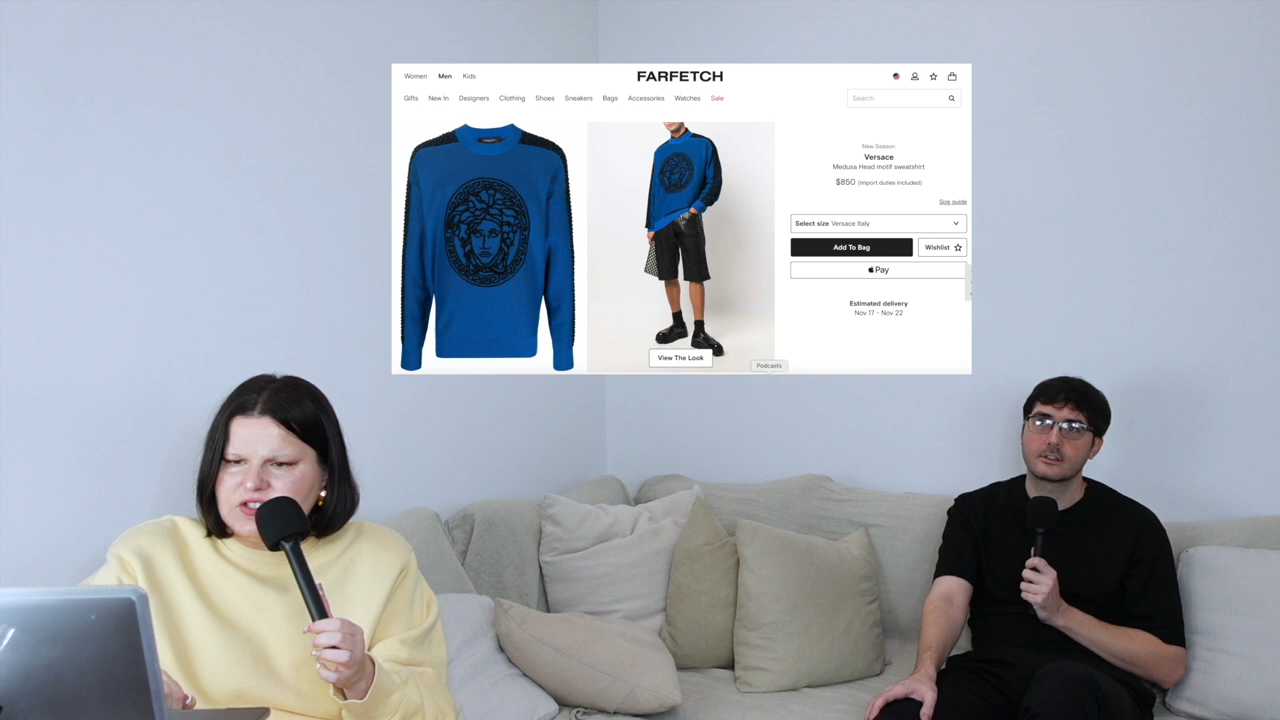 Women Men Kids
FARFETCH
Gifts New In Designers Clothing Shoes Sneakers Bags Accessories Watches Sale
Search
New Season
Versace
Medusa Head motif sweatshirt
$850 (Import duties included)
Size guide
Select size Versace Italy
Add To Bag
Wishlist
Pay
Estimated delivery
Nov 17 - Nov 22
View The Look
Podcasts